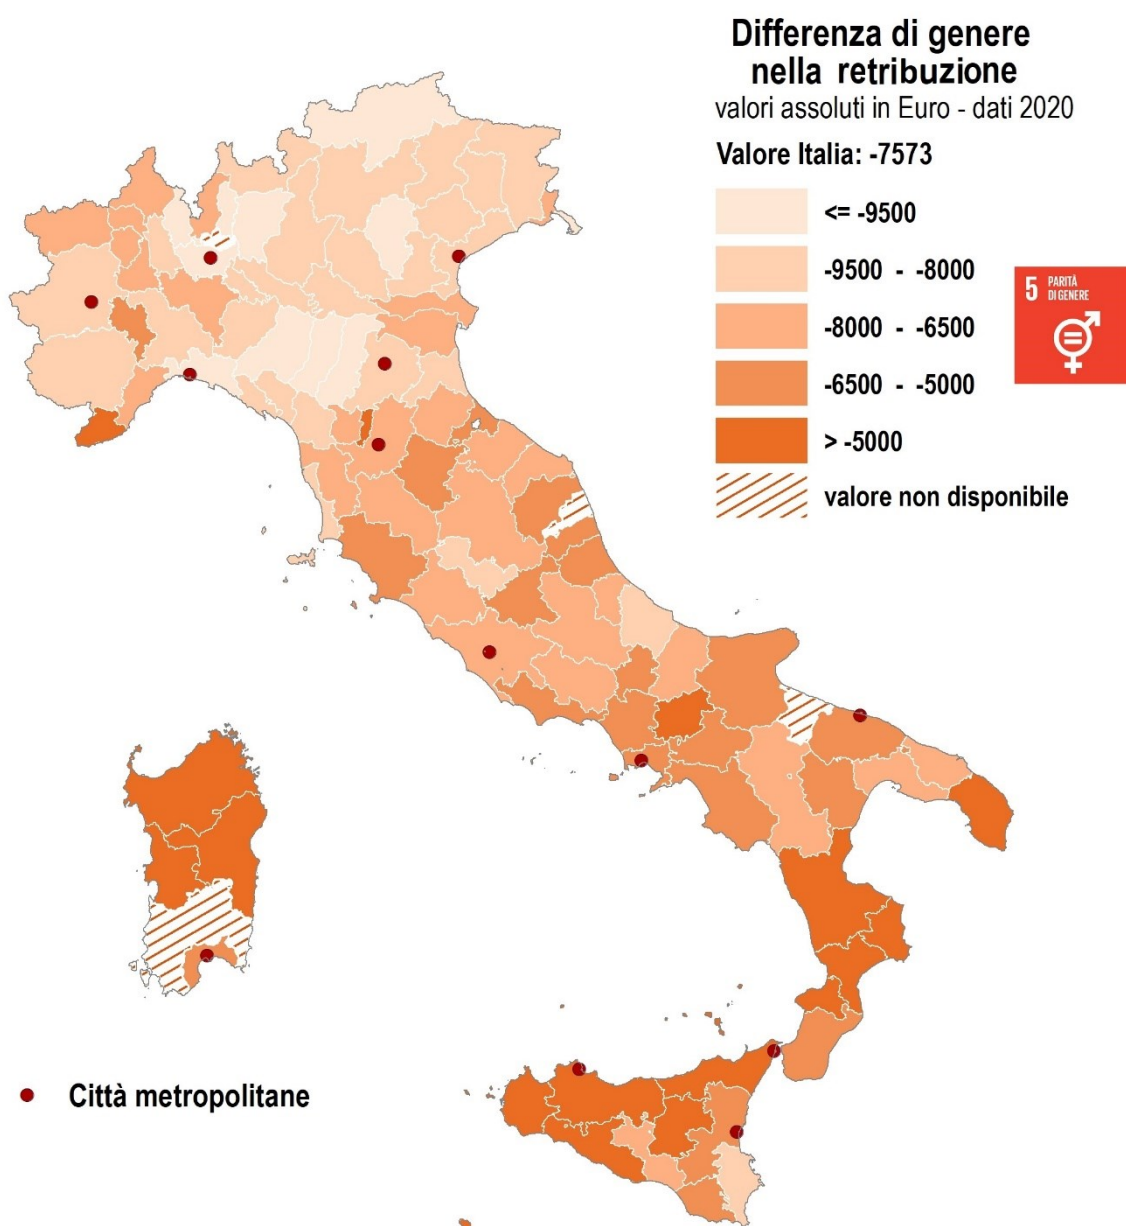 Differenza di genere
nella retribuzione
valori assoluti in Euro - dati 2020
Valore Italia: -7573
<= -9500
-9500 - -8000
-8000 - -6500
-6500 - -5000
> -5000
valore non disponibile
5 PARITÀ
DI GENERE
Città metropolitane